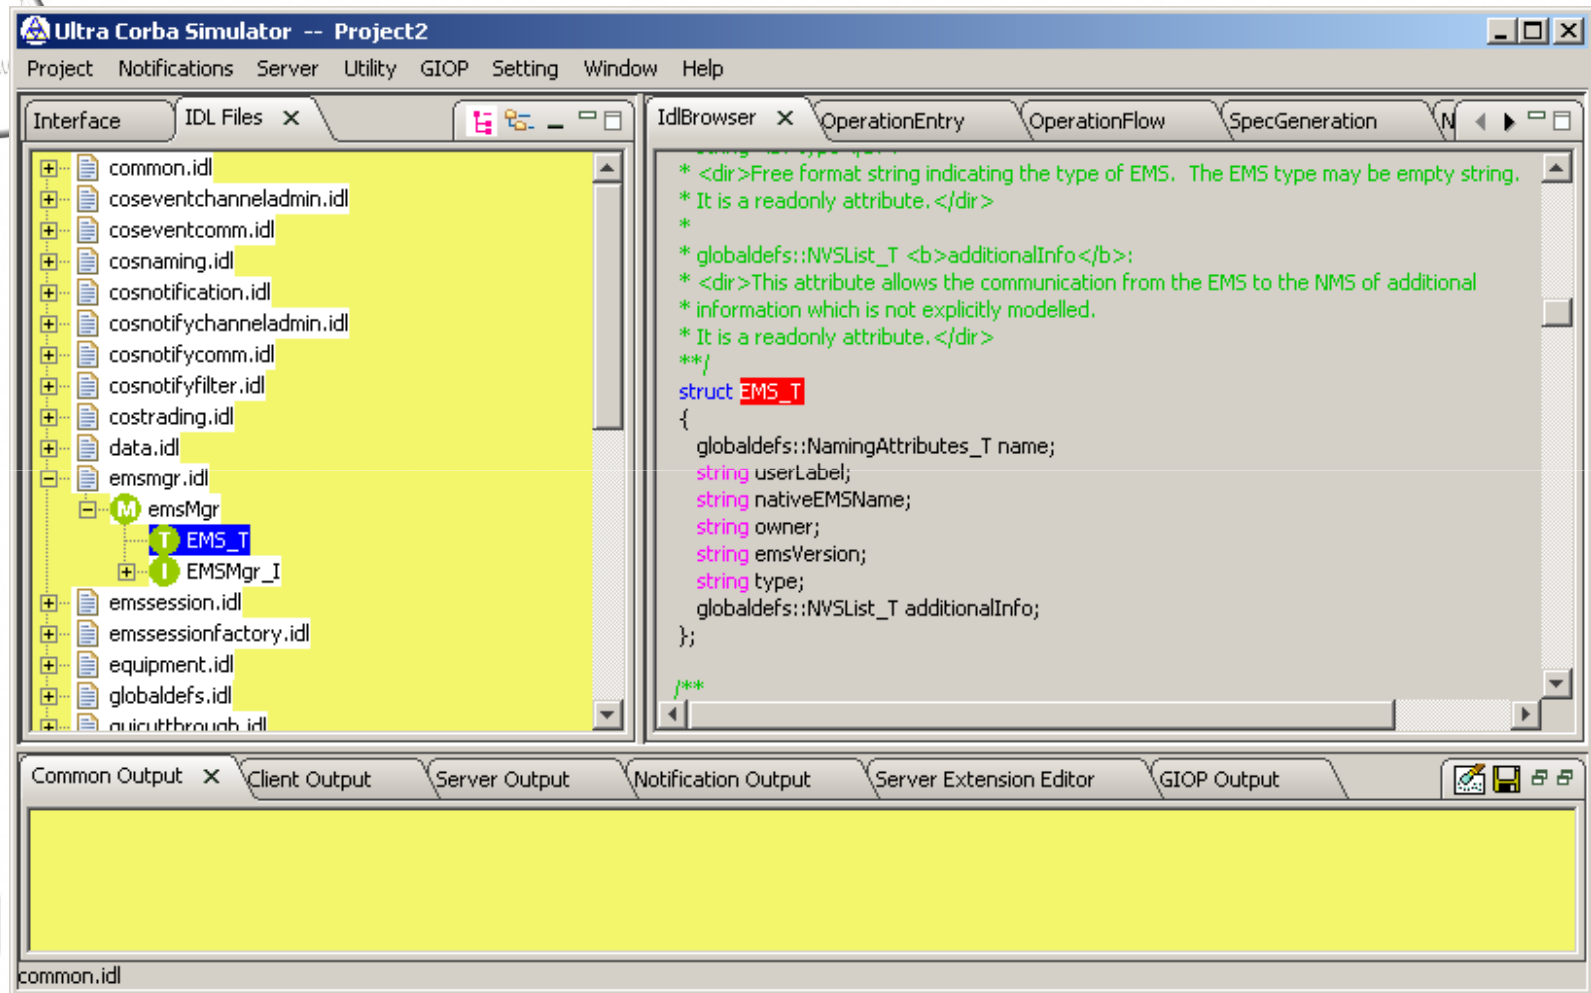 Ultra Corba Simulator -- Project2
Project Notifications Server Utility GIOP Setting Window Help
Interface IDL Files
common.idl
coseventchanneladmin.idl
coseventcomm.idl
cosnaming.idl
cosnotification.idl
cosnotifychanneladmin.idl
cosnotifycomm.idl
cosnotifyfilter.idl
costrading.idl
data.idl
emsmgr.idl
M emsMgr
T EMS_T
I EMSMgr_I
emssession.idl
emssessionfactory.idl
equipment.idl
globaldefs.idl
guicutthrough.idl
IdlBrowser OperationEntry OperationFlow SpecGeneration N
* <dir>Free format string indicating the type of EMS. The EMS type may be empty string.
* It is a readonly attribute.</dir>
*
* globaldefs::NVSList_T <b>additionalInfo</b>:
* <dir>This attribute allows the communication from the EMS to the NMS of additional
* information which is not explicitly modelled.
* It is a readonly attribute.</dir>
**/
struct EMS_T
{
globaldefs::NamingAttributes_T name;
string userLabel;
string nativeEMSName;
string owner;
string emsVersion;
string type;
globaldefs::NVSList_T additionalInfo;
};
/**
Common Output Client Output Server Output Notification Output Server Extension Editor GIOP Output
common.idl